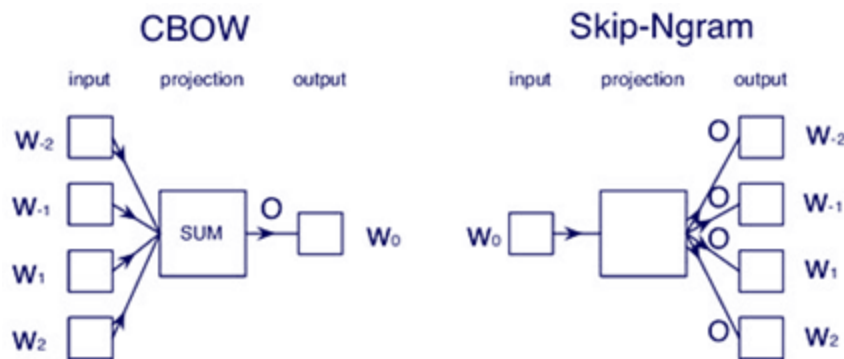 CBOW
input projection output
W-2
W-1
W1
W2
SUM
O
W0
Skip-Ngram
input projection output
W0
O
O
O
O
W-2
W-1
W1
W2